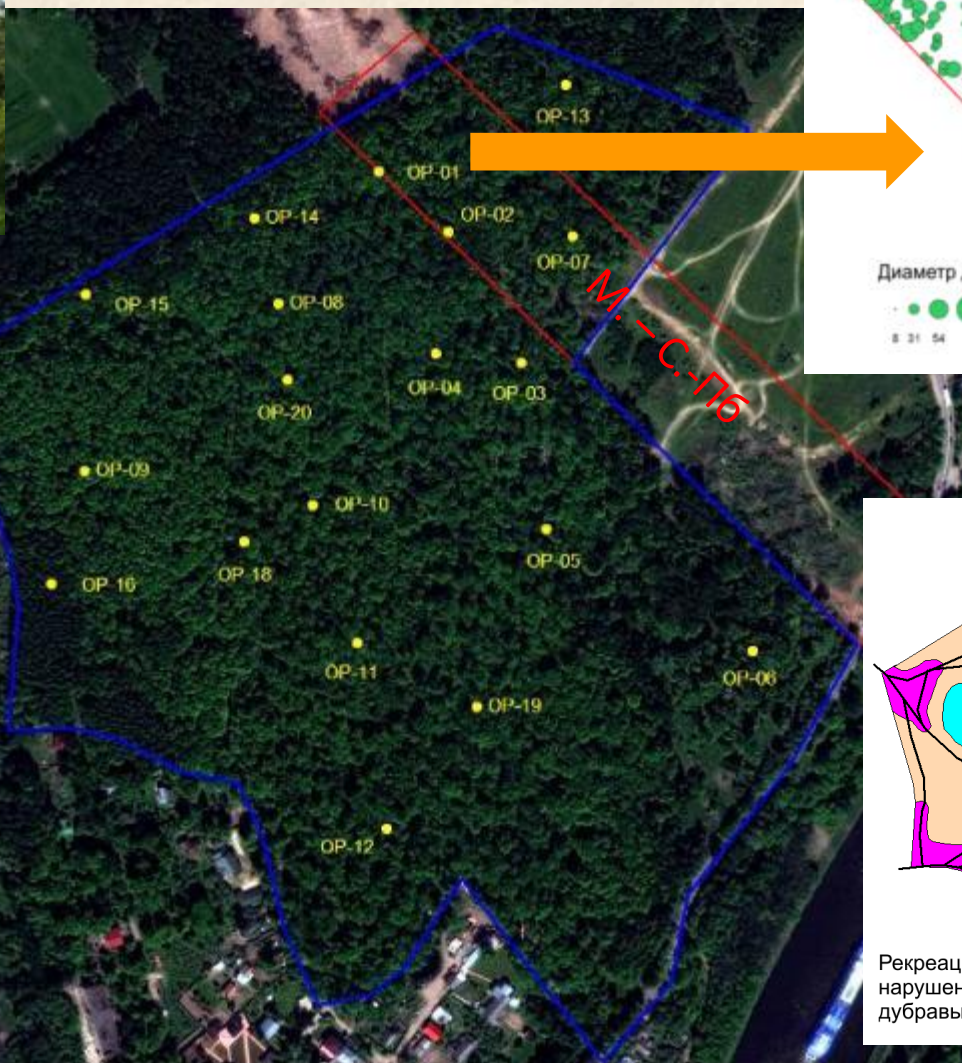 ОР-13
ОР-01
ОР-02
ОР-14
ОР-07
ОР-15
ОР-08
М. – С.-Пб
Диаметр
8 31 54
ОР-04
ОР-03
ОР-20
ОР-09
ОР-10
ОР-05
ОР-18
ОР-16
ОР-11
ОР-06
ОР-19
ОР-12
Рекреац
нарушен
дубравы